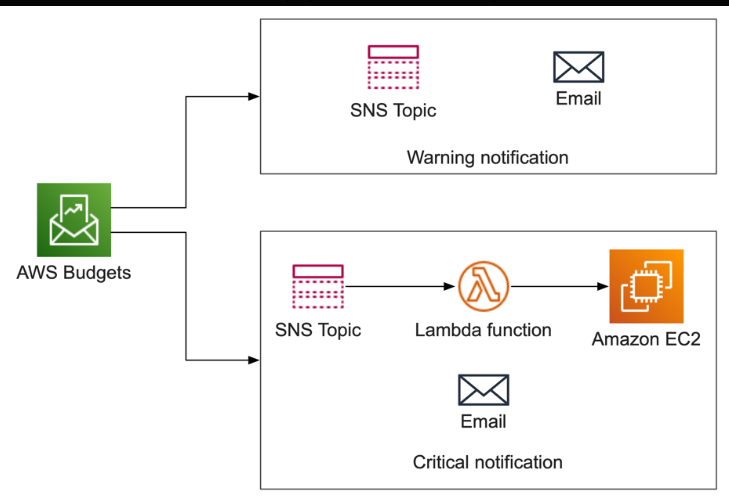 SNS Topic
Email
Warning notification
AWS Budgets
SNS Topic
Lambda function
Amazon EC2
Email
Critical notification